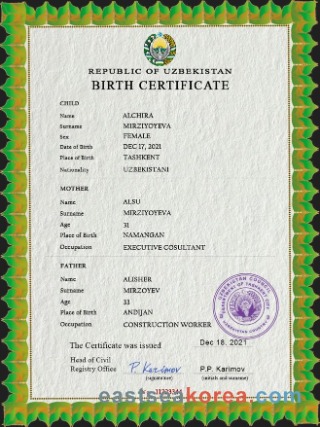 REPUBLIC OF UZBEKISTAN
BIRTH CERTIFICATE
CHILD
Name ALCHIRA
Surname MIRZIYOYEVA
Sex FEMALE
Date of Birth DEC 17, 2021
Place of Birth TASHKENT
Nationality UZBEKISTANI
MOTHER
Name ALSU
Surname MIRZIYOYEVA
Age 31
Place of Birth NAMANGAN
Occupation EXECUTIVE COSULTANT
FATHER
Name ALISHER
Surname MIRZOYEV
Age 33
Place of Birth ANDIJAN
Occupation CONSTRUCTION WORKER
The Certificate was issued Dec 18, 2021
Head of Civil
Registry Office P. Karimov P.P. Karimov
(signature) (initials and surname)
eastseakorea.com